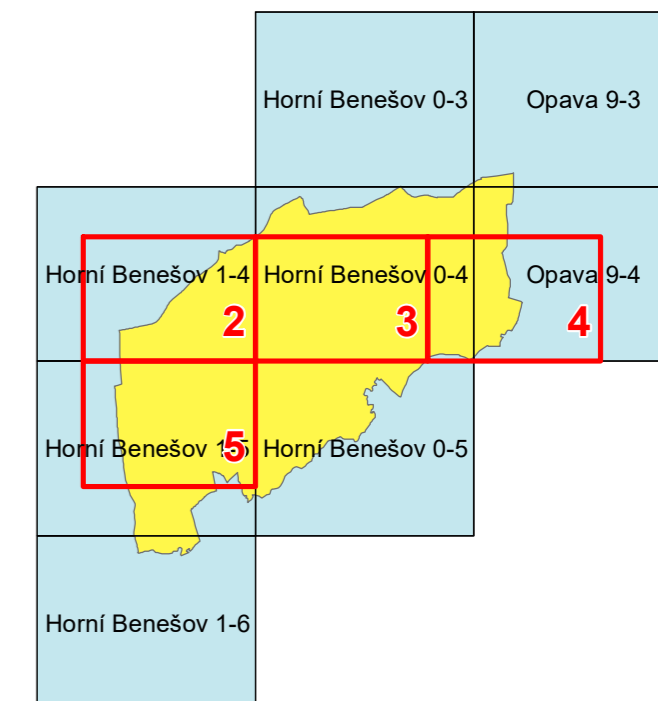 Horní Benešov 0-3
Opava 9-3
Horní Benešov 1-4
Horní Benešov 0-4
Opava 9-4
2
3
4
Horní Benešov 1-5
5
Horní Benešov 0-5
Horní Benešov 1-6